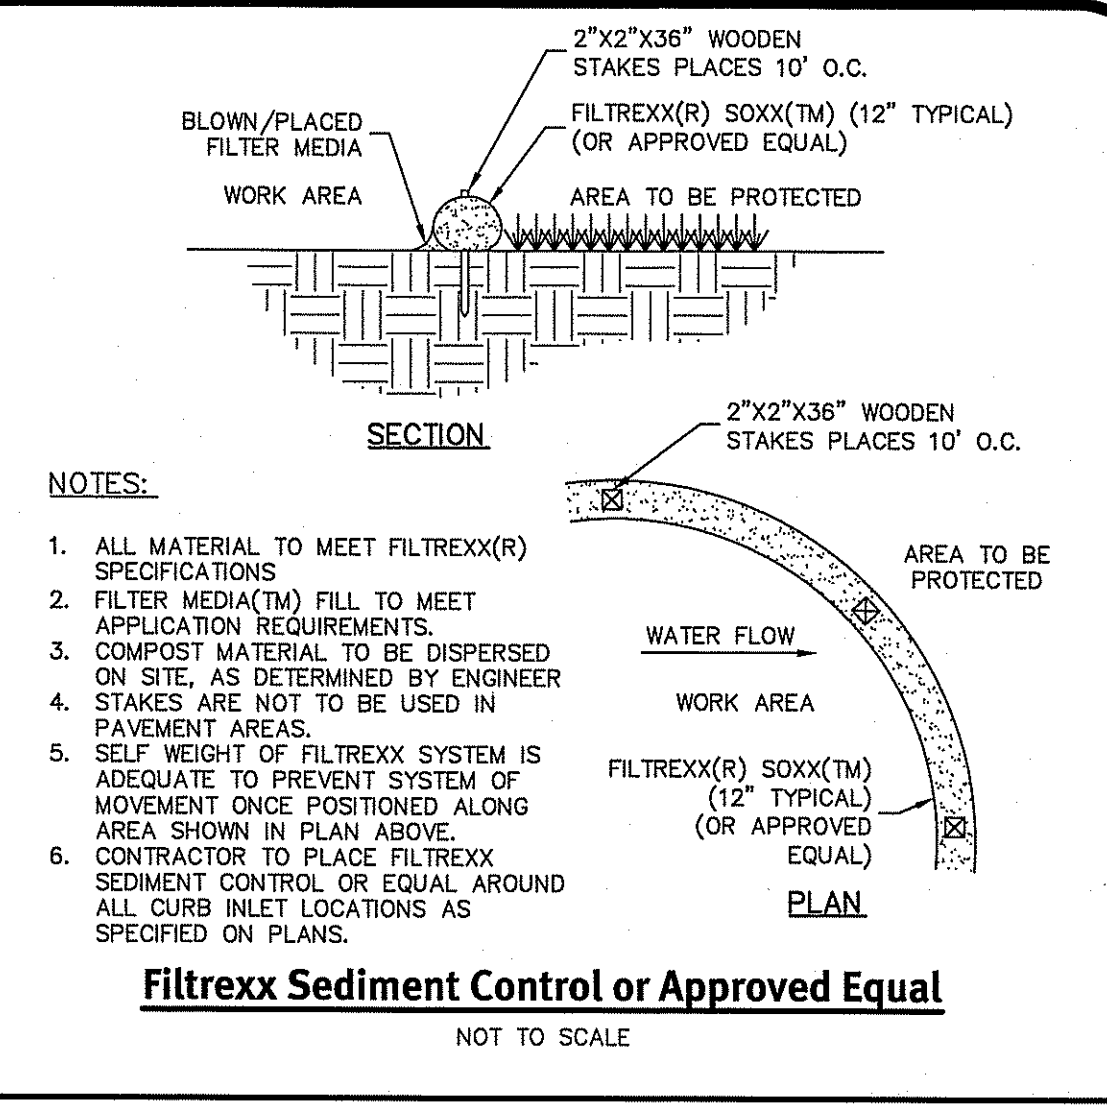 2"X2"X36" WOODEN
STAKES PLACES 10' O.C.
BLOWN/PLACED
FILTER MEDIA
FILTREXX(R) SOXX(TM) (12" TYPICAL)
(OR APPROVED EQUAL)
WORK AREA
AREA TO BE PROTECTED
SECTION
2"X2"X36" WOODEN
STAKES PLACES 10' O.C.
AREA TO BE
PROTECTED
WATER FLOW
WORK AREA
FILTREXX(R) SOXX(TM)
(12" TYPICAL)
(OR APPROVED
EQUAL)
PLAN
NOTES:
1. ALL MATERIAL TO MEET FILTREXX(R)
SPECIFICATIONS
2. FILTER MEDIA(TM) FILL TO MEET
APPLICATION REQUIREMENTS.
3. COMPOST MATERIAL TO BE DISPERSED
ON SITE, AS DETERMINED BY ENGINEER
4. STAKES ARE NOT TO BE USED IN
PAVEMENT AREAS.
5. SELF WEIGHT OF FILTREXX SYSTEM IS
ADEQUATE TO PREVENT SYSTEM OF
MOVEMENT ONCE POSITIONED ALONG
AREA SHOWN IN PLAN ABOVE.
6. CONTRACTOR TO PLACE FILTREXX
SEDIMENT CONTROL OR EQUAL AROUND
ALL CURB INLET LOCATIONS AS
SPECIFIED ON PLANS.
Filtrexx Sediment Control or Approved Equal
NOT TO SCALE